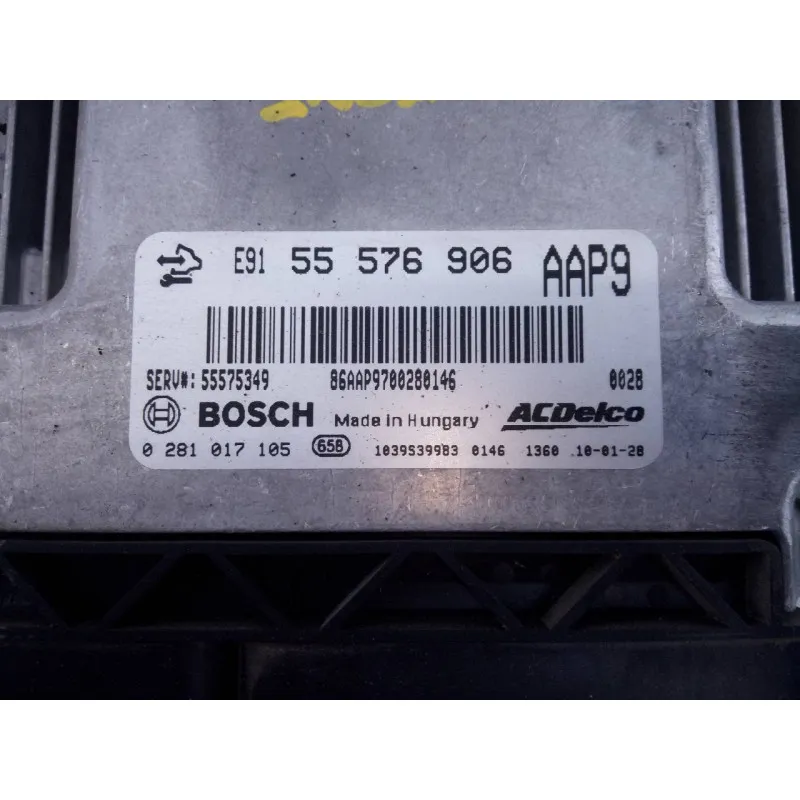 E91 55 576 906 AAP9
SERV#: 55575349 86AAP9700280146 0028
BOSCH Made in Hungary ACDelco
0 281 017 105 658 1039S39983 0146 1360 10-01-28